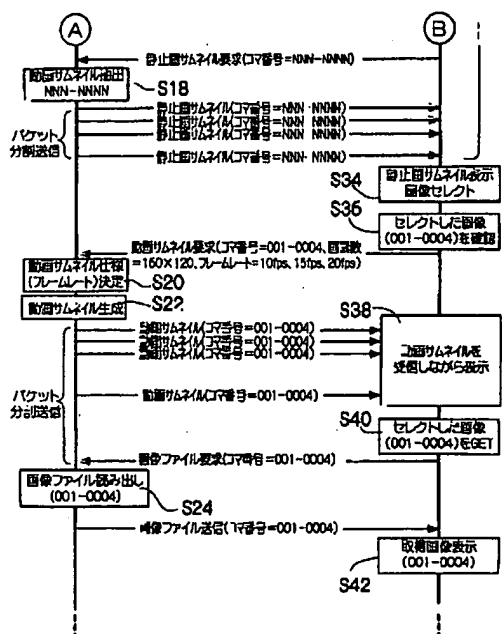 A
B
静止画サムネイル要求(コマ番号=NNN-NNNN)
動画サムネイル抽出
NNN-NNNN
S18
静止画サムネイル(コマ番号=NNN-NNNN)
静止画サムネイル(コマ番号=NNN-NNNN)
静止画サムネイル(コマ番号=NNN-NNNN)
静止画サムネイル(コマ番号=NNN-NNNN)
パケット
分割送信
S34
静止画サムネイル表示
画像セレクト
S36
セレクトした画像
(001-0004)を確認
動画サムネイル要求(コマ番号=001-0004、画素数
=160×120、フレームレート=10fps、15fps、20fps)
動画サムネイル仕様
(フレームレート)決定
S20
動画サムネイル生成
S22
S38
動画サムネイル(コマ番号=001-0004)
動画サムネイル(コマ番号=001-0004)
動画サムネイル(コマ番号=001-0004)
動画サムネイル(コマ番号=001-0004)
動画サムネイルを
受信しながら表示
パケット
分割送信
S40
セレクトした画像
(001-0004)をGET
画像ファイル要求(コマ番号=001-0004)
画像ファイル読み出し
(001-0004)
S24
画像ファイル送信(コマ番号=001-0004)
取得画像表示
(001-0004)
S42